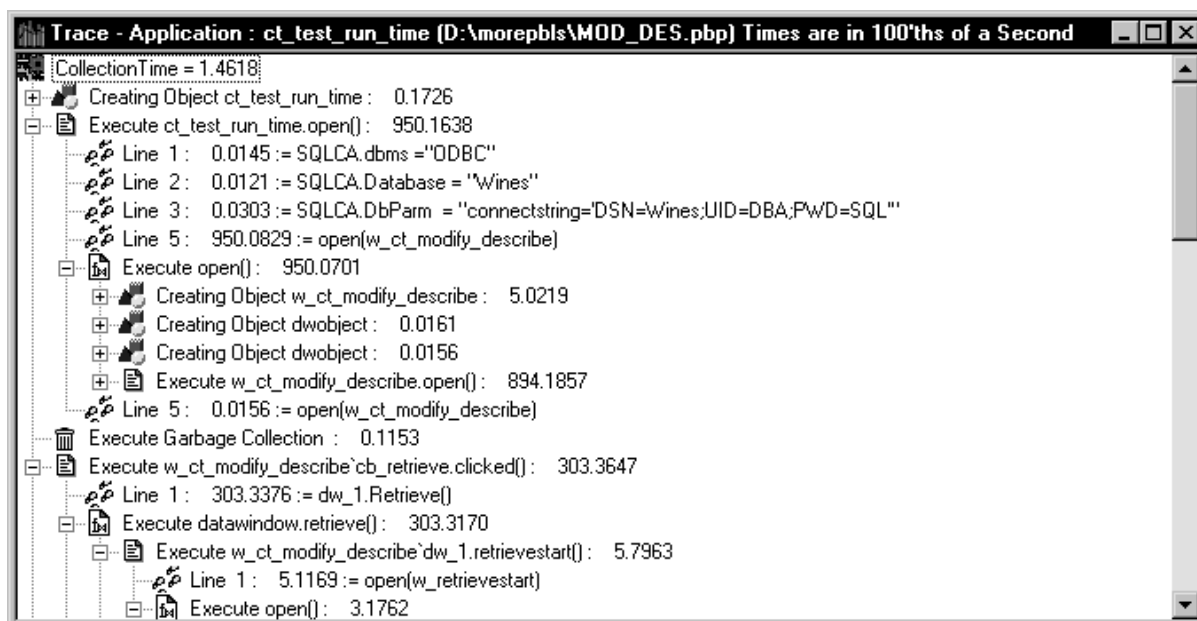 Trace - Application : ct_test_run_time (D:\morepbls\MOD_DES.pbp) Times are in 100'ths of a Second
CollectionTime = 1.4618
Creating Object ct_test_run_time : 0.1726
Execute ct_test_run_time.open() : 950.1638
Line 1 : 0.0145 := SQLCA.dbms ="ODBC"
Line 2 : 0.0121 := SQLCA.Database = "Wines"
Line 3 : 0.0303 := SQLCA.DbParm = "connectstring='DSN=Wines;UID=DBA;PWD=SQL'"
Line 5 : 950.0829 := open(w_ct_modify_describe)
Execute open() : 950.0701
Creating Object w_ct_modify_describe : 5.0219
Creating Object dwobject : 0.0161
Creating Object dwobject : 0.0156
Execute w_ct_modify_describe.open() : 894.1857
Line 5 : 0.0156 := open(w_ct_modify_describe)
Execute Garbage Collection : 0.1153
Execute w_ct_modify_describe`cb_retrieve.clicked() : 303.3647
Line 1 : 303.3376 := dw_1.Retrieve()
Execute datawindow.retrieve() : 303.3170
Execute w_ct_modify_describe`dw_1.retrievestart() : 5.7963
Line 1 : 5.1169 := open(w_retrievestart)
Execute open() : 3.1762